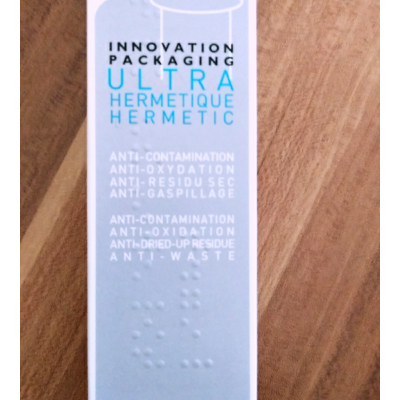 INNOVATION
PACKAGING
ULTRA
HERMETIQUE
HERMETIC
ANTI-CONTAMINATION
ANTI-OXYDATION
ANTI-RESIDU SEC
ANTI-GASPILLAGE
ANTI-CONTAMINATION
ANTI-OXIDATION
ANTI-DRIED-UP RESIDUE
ANTI-WASTE